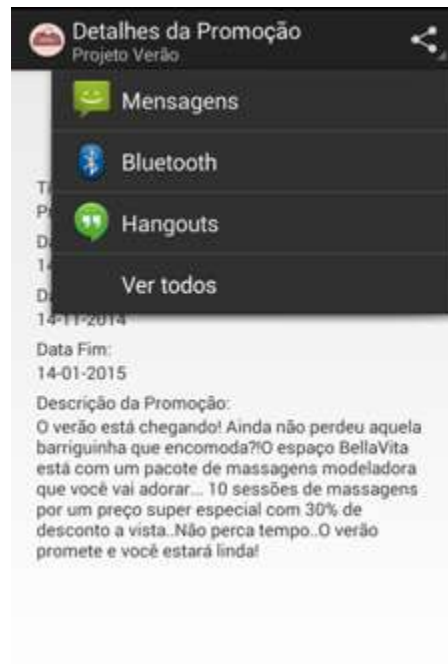 Detalhes da Promoção
Projeto Verão
Mensagens
Bluetooth
Hangouts
Ver todos
14-11-2014
Data Fim:
14-01-2015
Descrição da Promoção:
O verão está chegando! Ainda não perdeu aquela
barriguinha que encomoda?!O espaço BellaVita
está com um pacote de massagens modeladora
que você vai adorar... 10 sessões de massagens
por um preço super especial com 30% de
desconto a vista..Não perca tempo..O verão
promete e você estará linda!